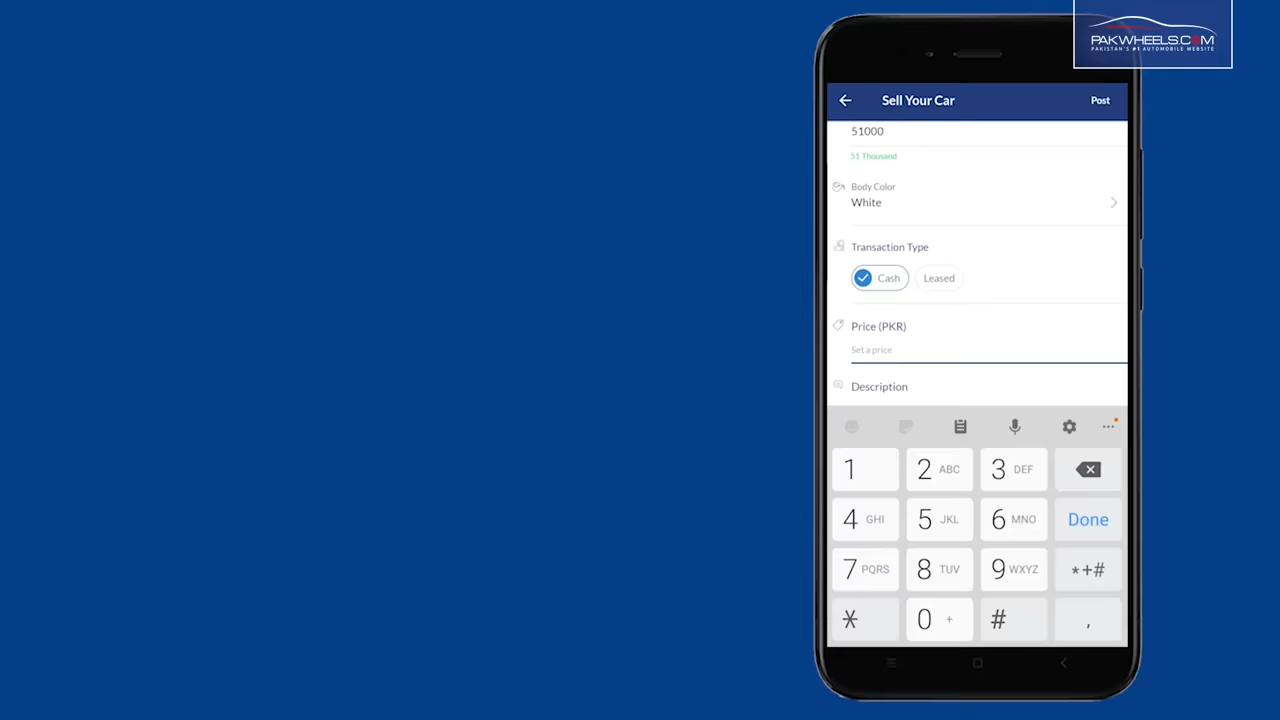 PAKWHEELS.COM
PAKISTAN'S #1 AUTOMOBILE WEBSITE
Sell Your Car
Post
51000
51 Thousand
Body Color
White
Transaction Type
Cash
Leased
Price (PKR)
Set a price
Description
1
2 ABC
3 DEF
4 GHI
5 JKL
6 MNO
Done
7 PQRS
8 TUV
9 WXYZ
*+#
*
0 +
#
,